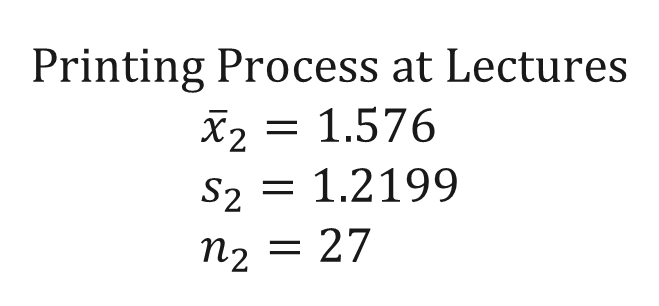 Printing Process at Lectures
x̄₂ = 1.576
s₂ = 1.2199
n₂ = 27